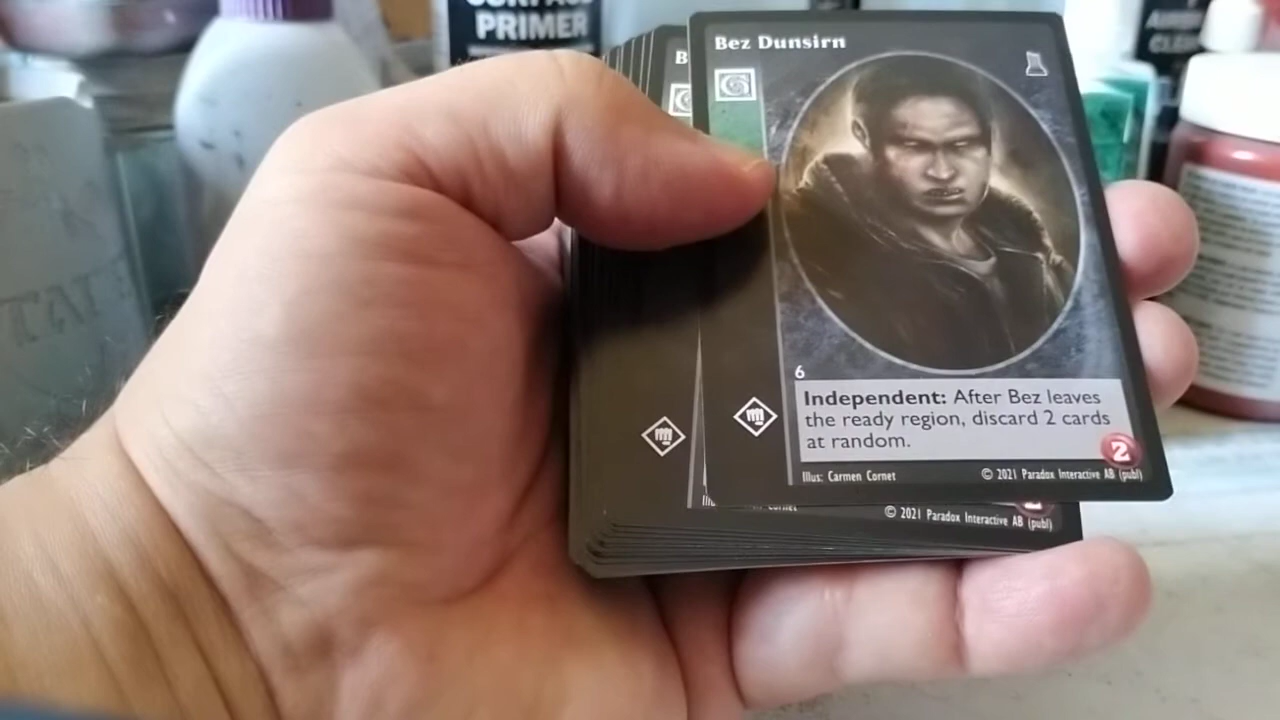 SURFACE
PRIMER
Bez Dunsirn
B
6
Independent: After Bez leaves
the ready region, discard 2 cards
at random.
2
Illus: Carmen Cornet
© 2021 Paradox Interactive AB (publ)
© 2021 Paradox Interactive AB (publ)